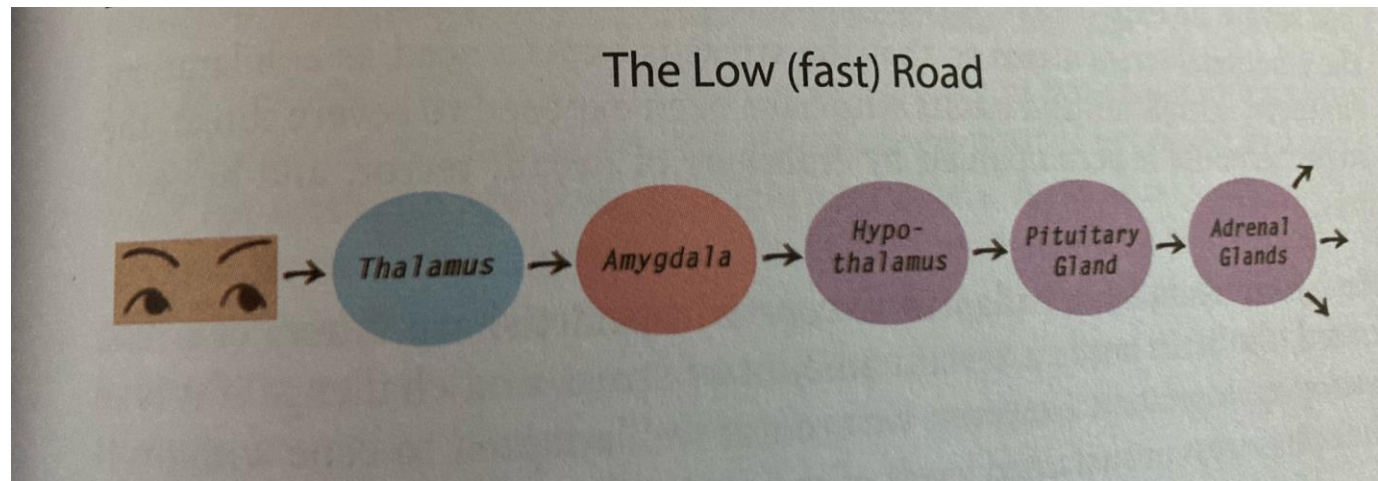 The Low (fast) Road
Thalamus
Amygdala
Hypo-
thalamus
Pituitary
Gland
Adrenal
Glands